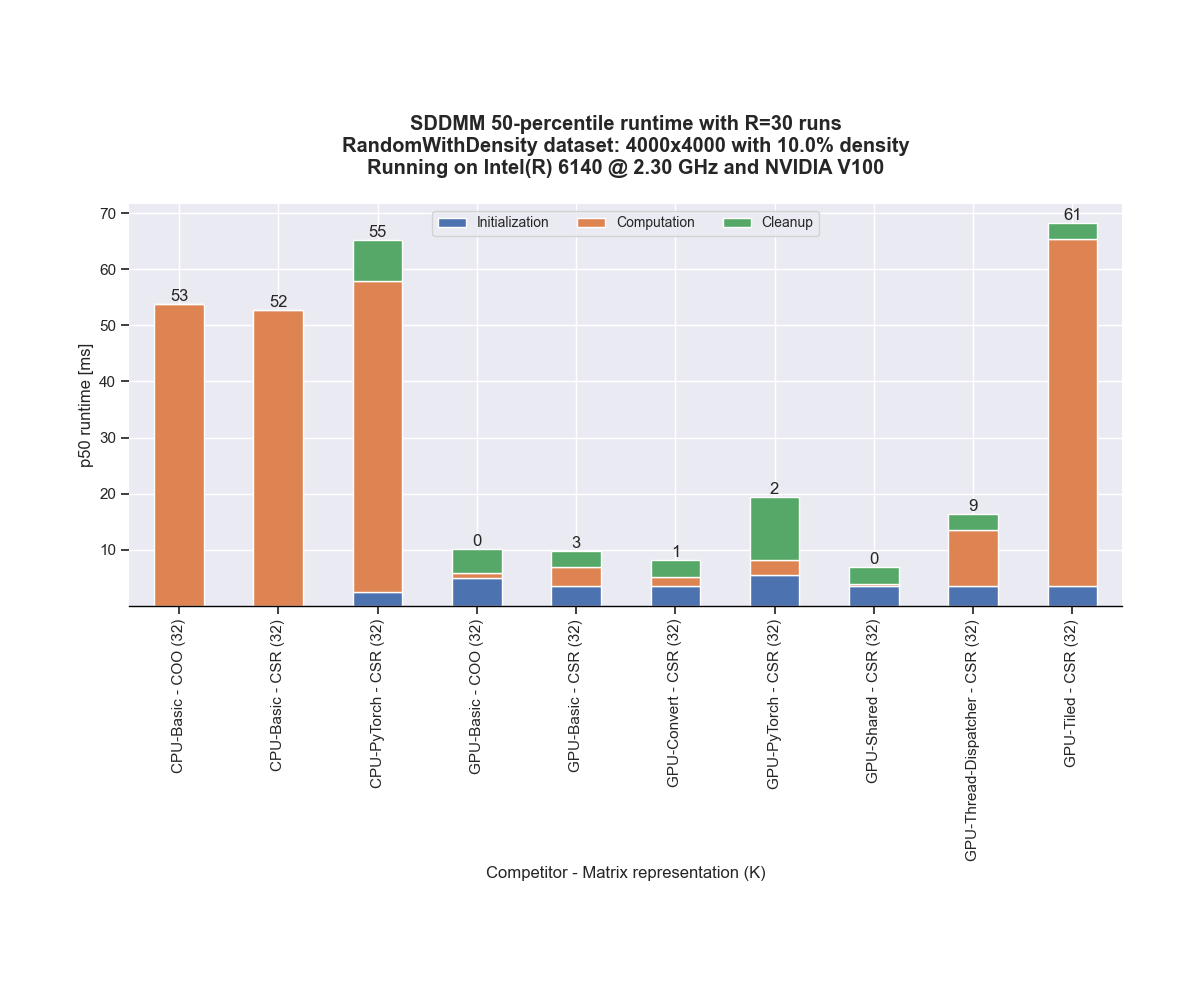 SDDMM 50-percentile runtime with R=30 runs
RandomWithDensity dataset: 4000x4000 with 10.0% density
Running on Intel(R) 6140 @ 2.30 GHz and NVIDIA V100
Initialization
Computation
Cleanup
p50 runtime [ms]
70
60
50
40
30
20
10
53
52
55
0
3
1
2
0
9
61
CPU-Basic - COO (32)
CPU-Basic - CSR (32)
CPU-PyTorch - CSR (32)
GPU-Basic - COO (32)
GPU-Basic - CSR (32)
GPU-Convert - CSR (32)
GPU-PyTorch - CSR (32)
GPU-Shared - CSR (32)
GPU-Thread-Dispatcher - CSR (32)
GPU-Tiled - CSR (32)
Competitor - Matrix representation (K)